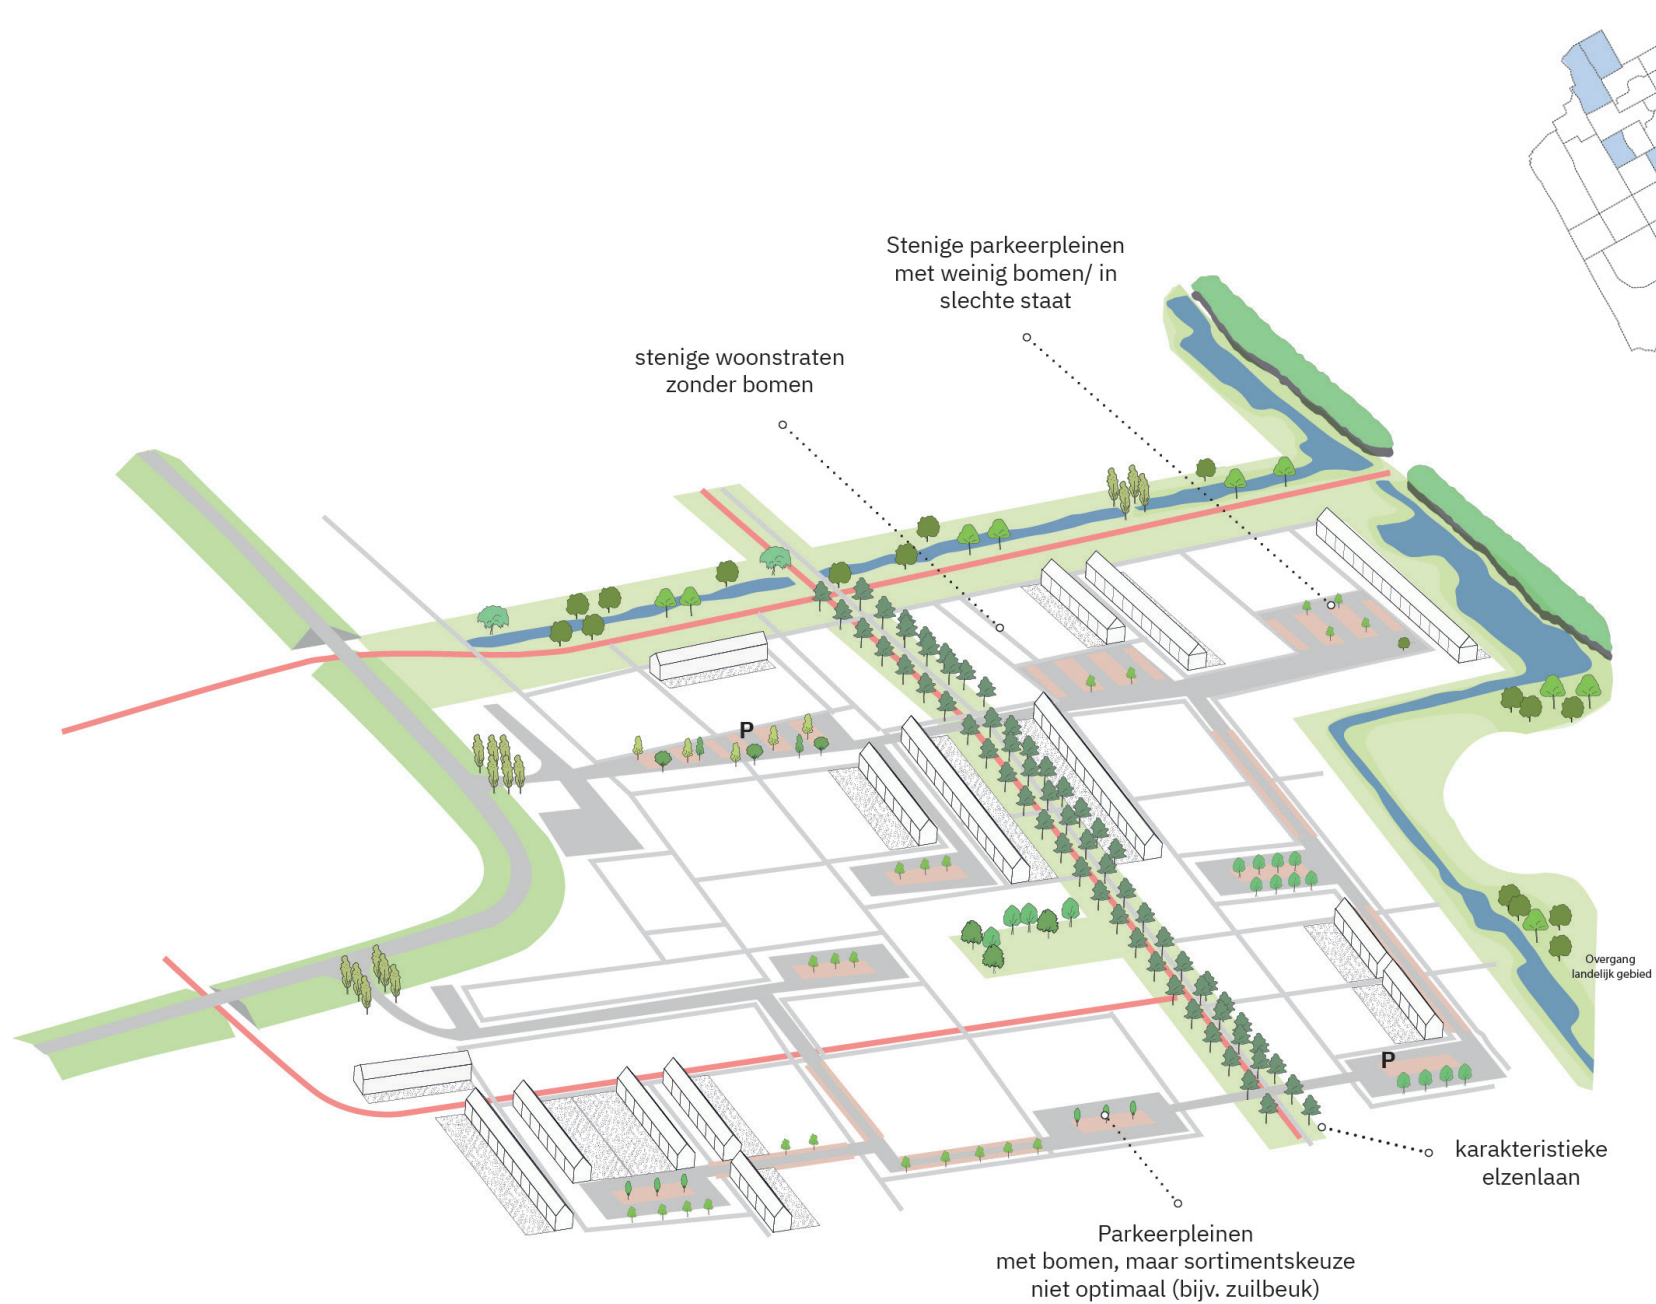 Stenige parkeerpleinen
met weinig bomen/ in
slechte staat
stenige woonstraten
zonder bomen
P
Overgang
landelijk gebied
P
karakteristieke
elzenlaan
Parkeerpleinen
met bomen, maar sortimentskeuze
niet optimaal (bijv. zuilbeuk)